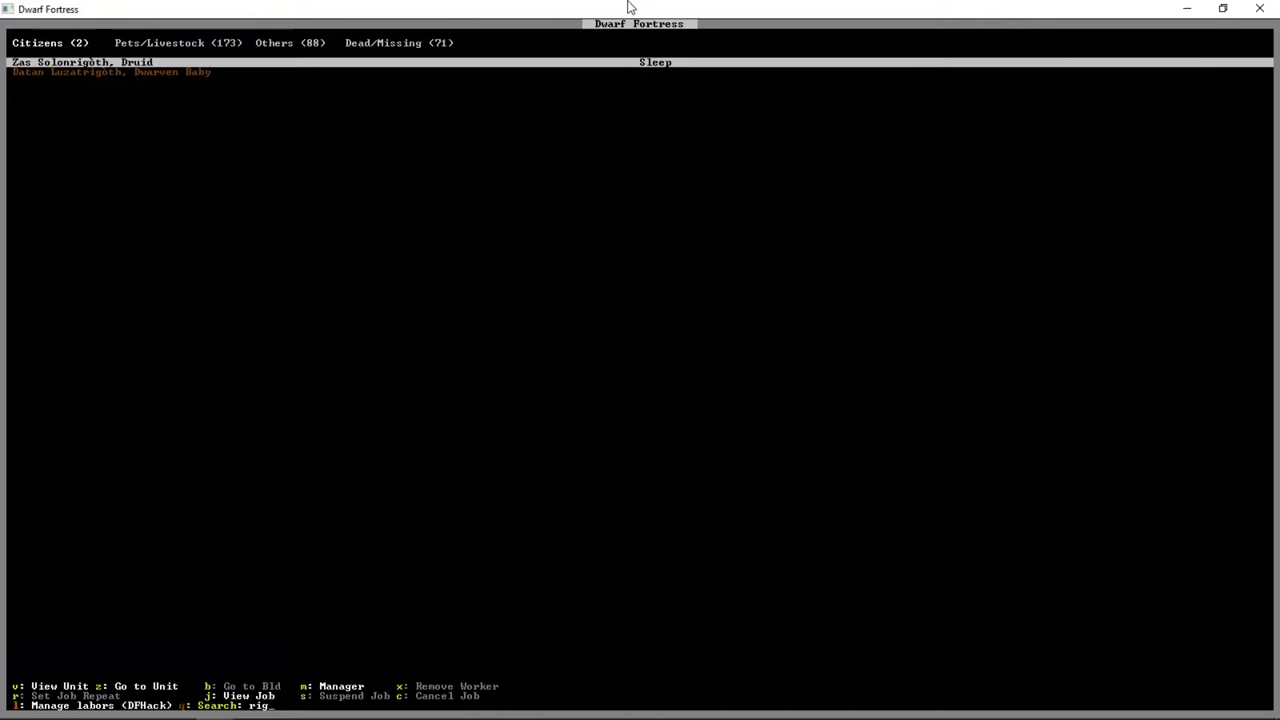 Dwarf Fortress
Dwarf Fortress
Citizens (2) Pets/Livestock (173) Others (88) Dead/Missing (71)
Zas Solonrigòth, Druid Sleep
Datan Luzatrigòth, Dwarven Baby
v: View Unit z: Go to Unit b: Go to Bld m: Manager x: Remove Worker
r: Set Job Repeat j: View Job s: Suspend Job c: Cancel Job
l: Manage labors (DFHack) q: Search: rig_